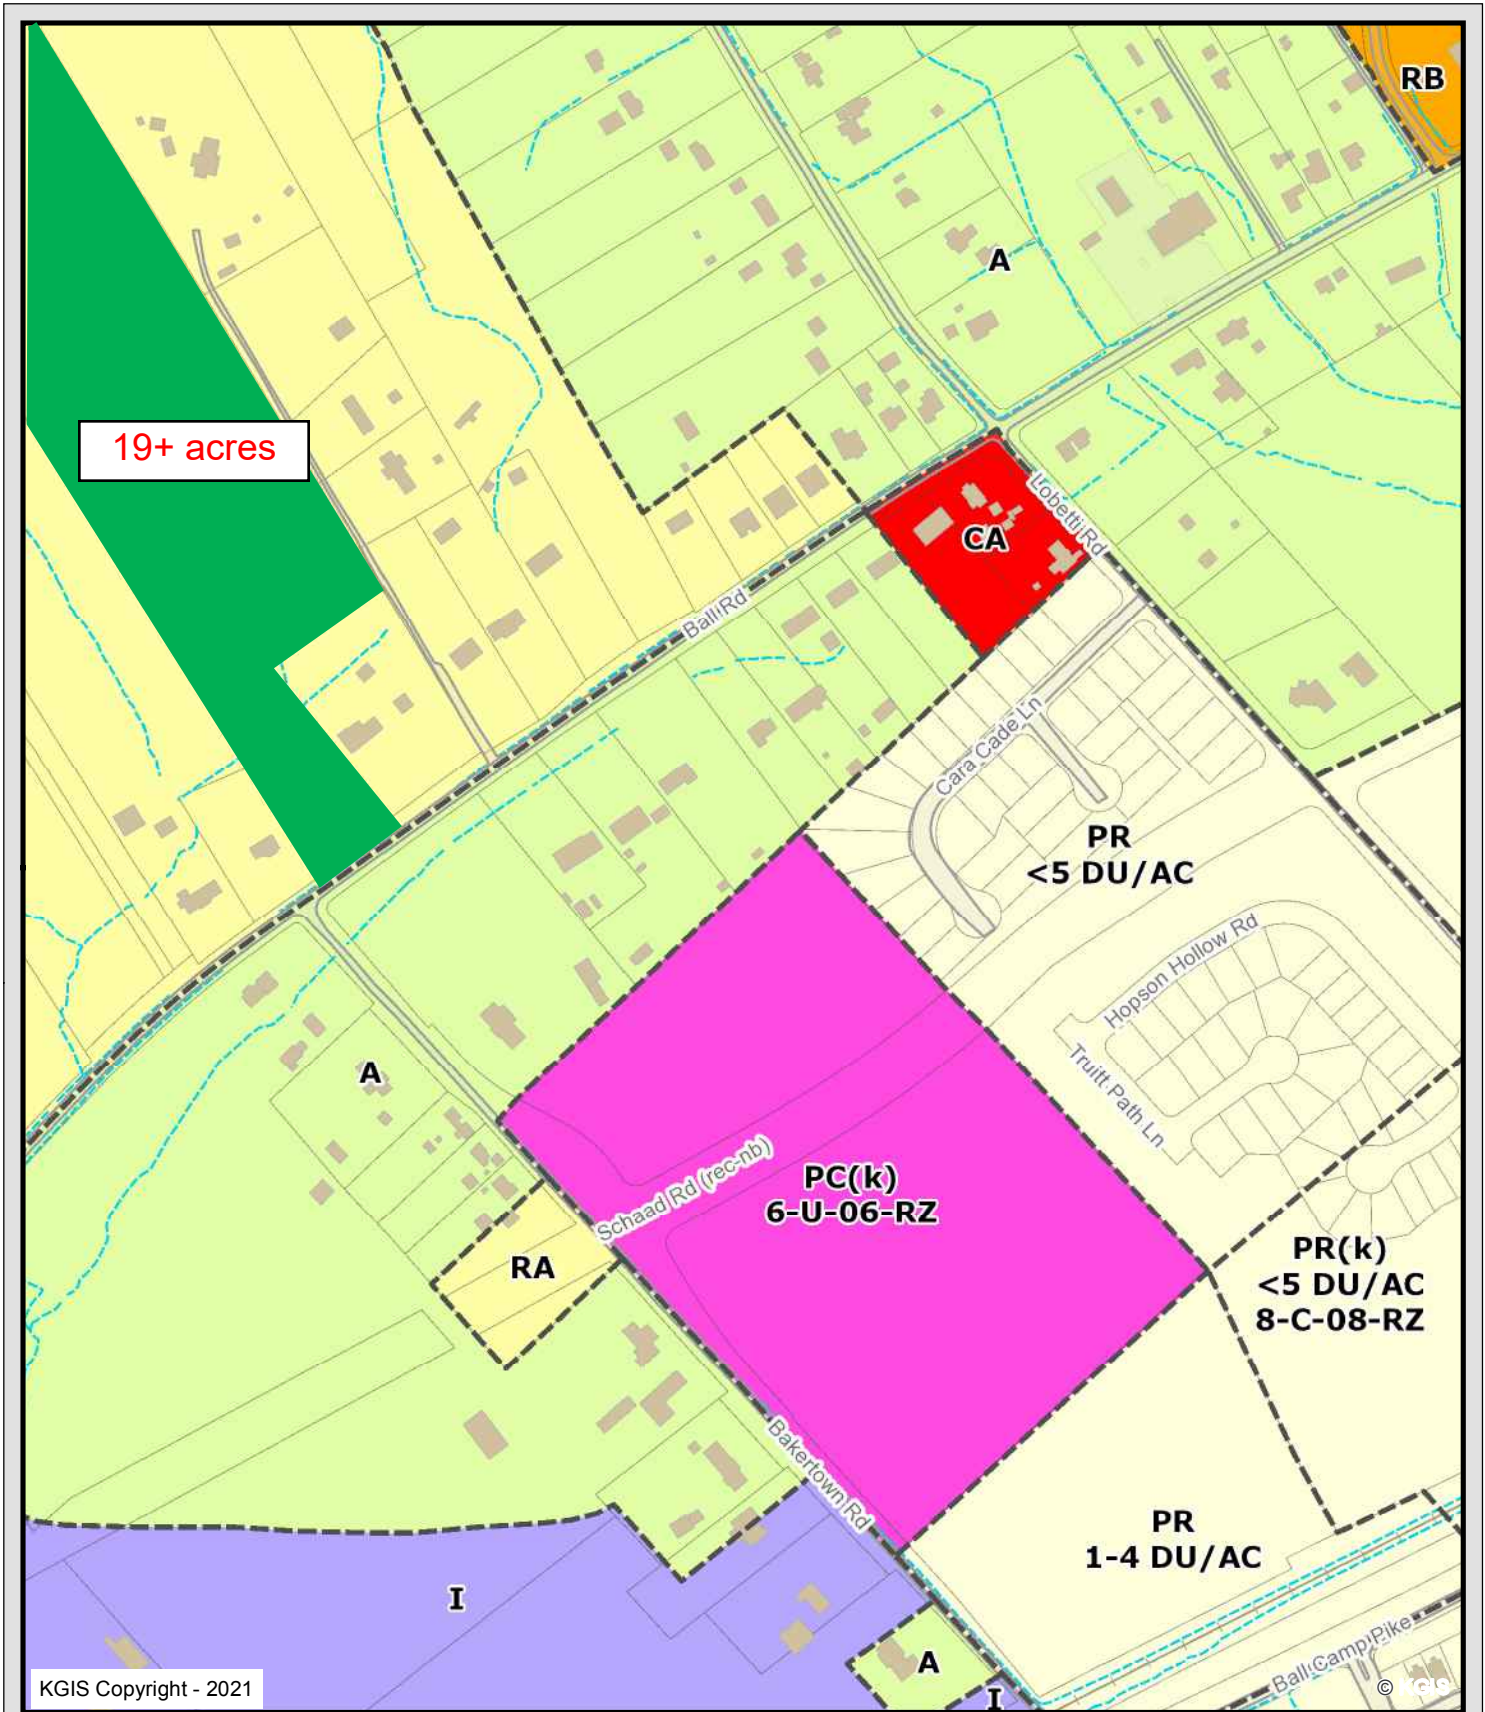 RB
A
19+ acres
Lobetti Rd
CA
Ball Rd
Cara Cade Ln
PR
<5 DU/AC
Hopson Hollow Rd
Truitt Path Ln
A
Schaad Rd (rec-nb)
PC(k)
6-U-06-RZ
RA
PR(k)
<5 DU/AC
8-C-08-RZ
Bakertown Rd
PR
1-4 DU/AC
I
A
Ball Camp Pike
I
KGIS Copyright - 2021
© KGIS